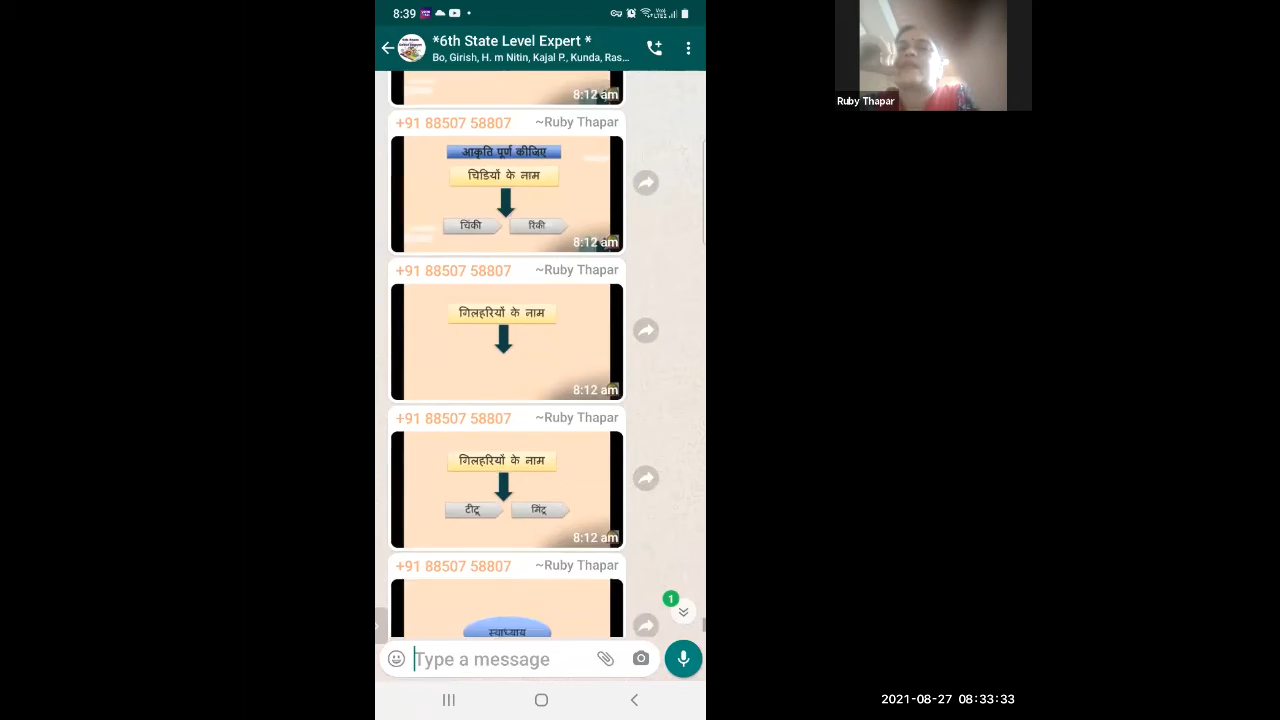 8:39
*6th State Level Expert *
Bo, Girish, H. m Nitin, Kajal P., Kunda, Ras...
8:12 am
+91 88507 58807 ~Ruby Thapar
आकृति पूर्ण कीजिए
चिडियों के नाम
चिंकी रिंकी
8:12 am
+91 88507 58807 ~Ruby Thapar
गिलहरियों के नाम
8:12 am
+91 88507 58807 ~Ruby Thapar
गिलहरियों के नाम
टीटू मिंटू
8:12 am
+91 88507 58807 ~Ruby Thapar
स्वाध्याय
1
Type a message
Ruby Thapar
2021-08-27 08:33:33